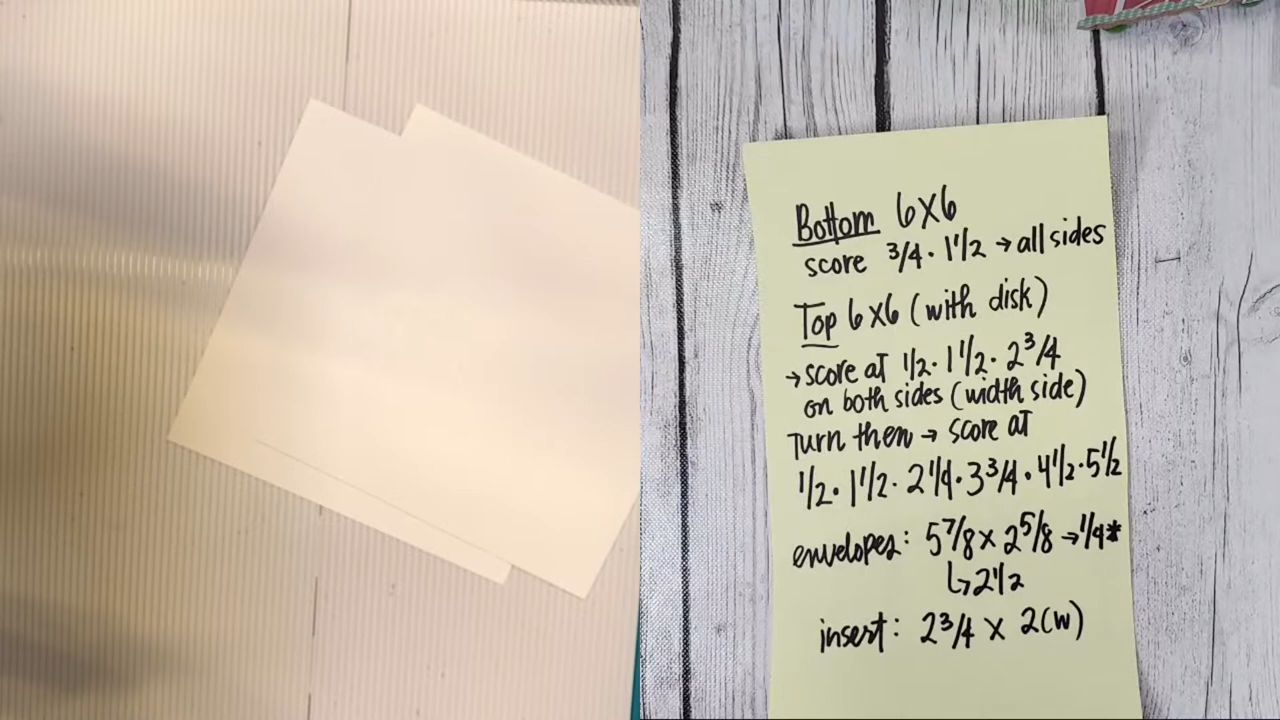 Bottom 6X6
score 3/4 · 1 1/2 → all sides
Top 6X6 (with disk)
→ score at 1/2 · 1 1/2 · 2 3/4
on both sides (width side)
Turn then → score at
1/2 · 1 1/2 · 2 1/4 · 3 3/4 · 4 1/2 · 5 1/2
envelopes: 5 7/8 x 2 5/8 → 1/4*
↳ 2 1/2
insert: 2 3/4 x 2(w)